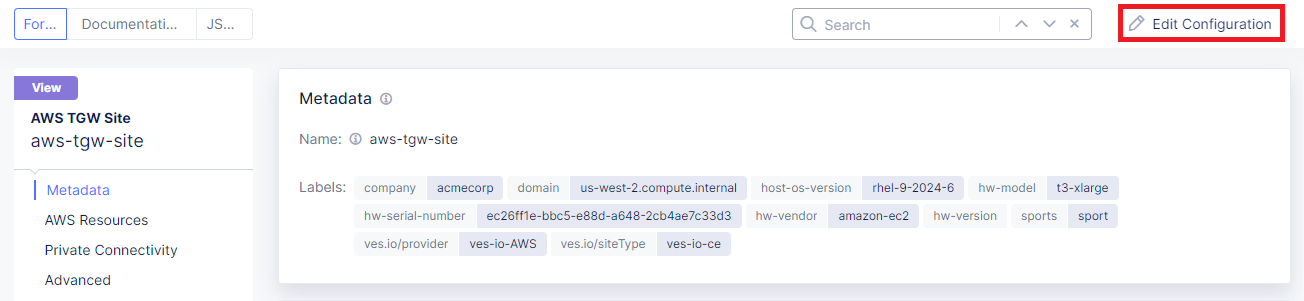 For... Documentati... JS... Search Edit Configuration
View
AWS TGW Site
aws-tgw-site
Metadata
AWS Resources
Private Connectivity
Advanced
Metadata
Name: aws-tgw-site
Labels: company acmecorp domain us-west-2.compute.internal host-os-version rhel-9-2024-6 hw-model t3-xlarge
hw-serial-number ec26ff1e-bbc5-e88d-a648-2cb4ae7c33d3 hw-vendor amazon-ec2 hw-version sports sport
ves.io/provider ves-io-AWS ves.io/siteType ves-io-ce